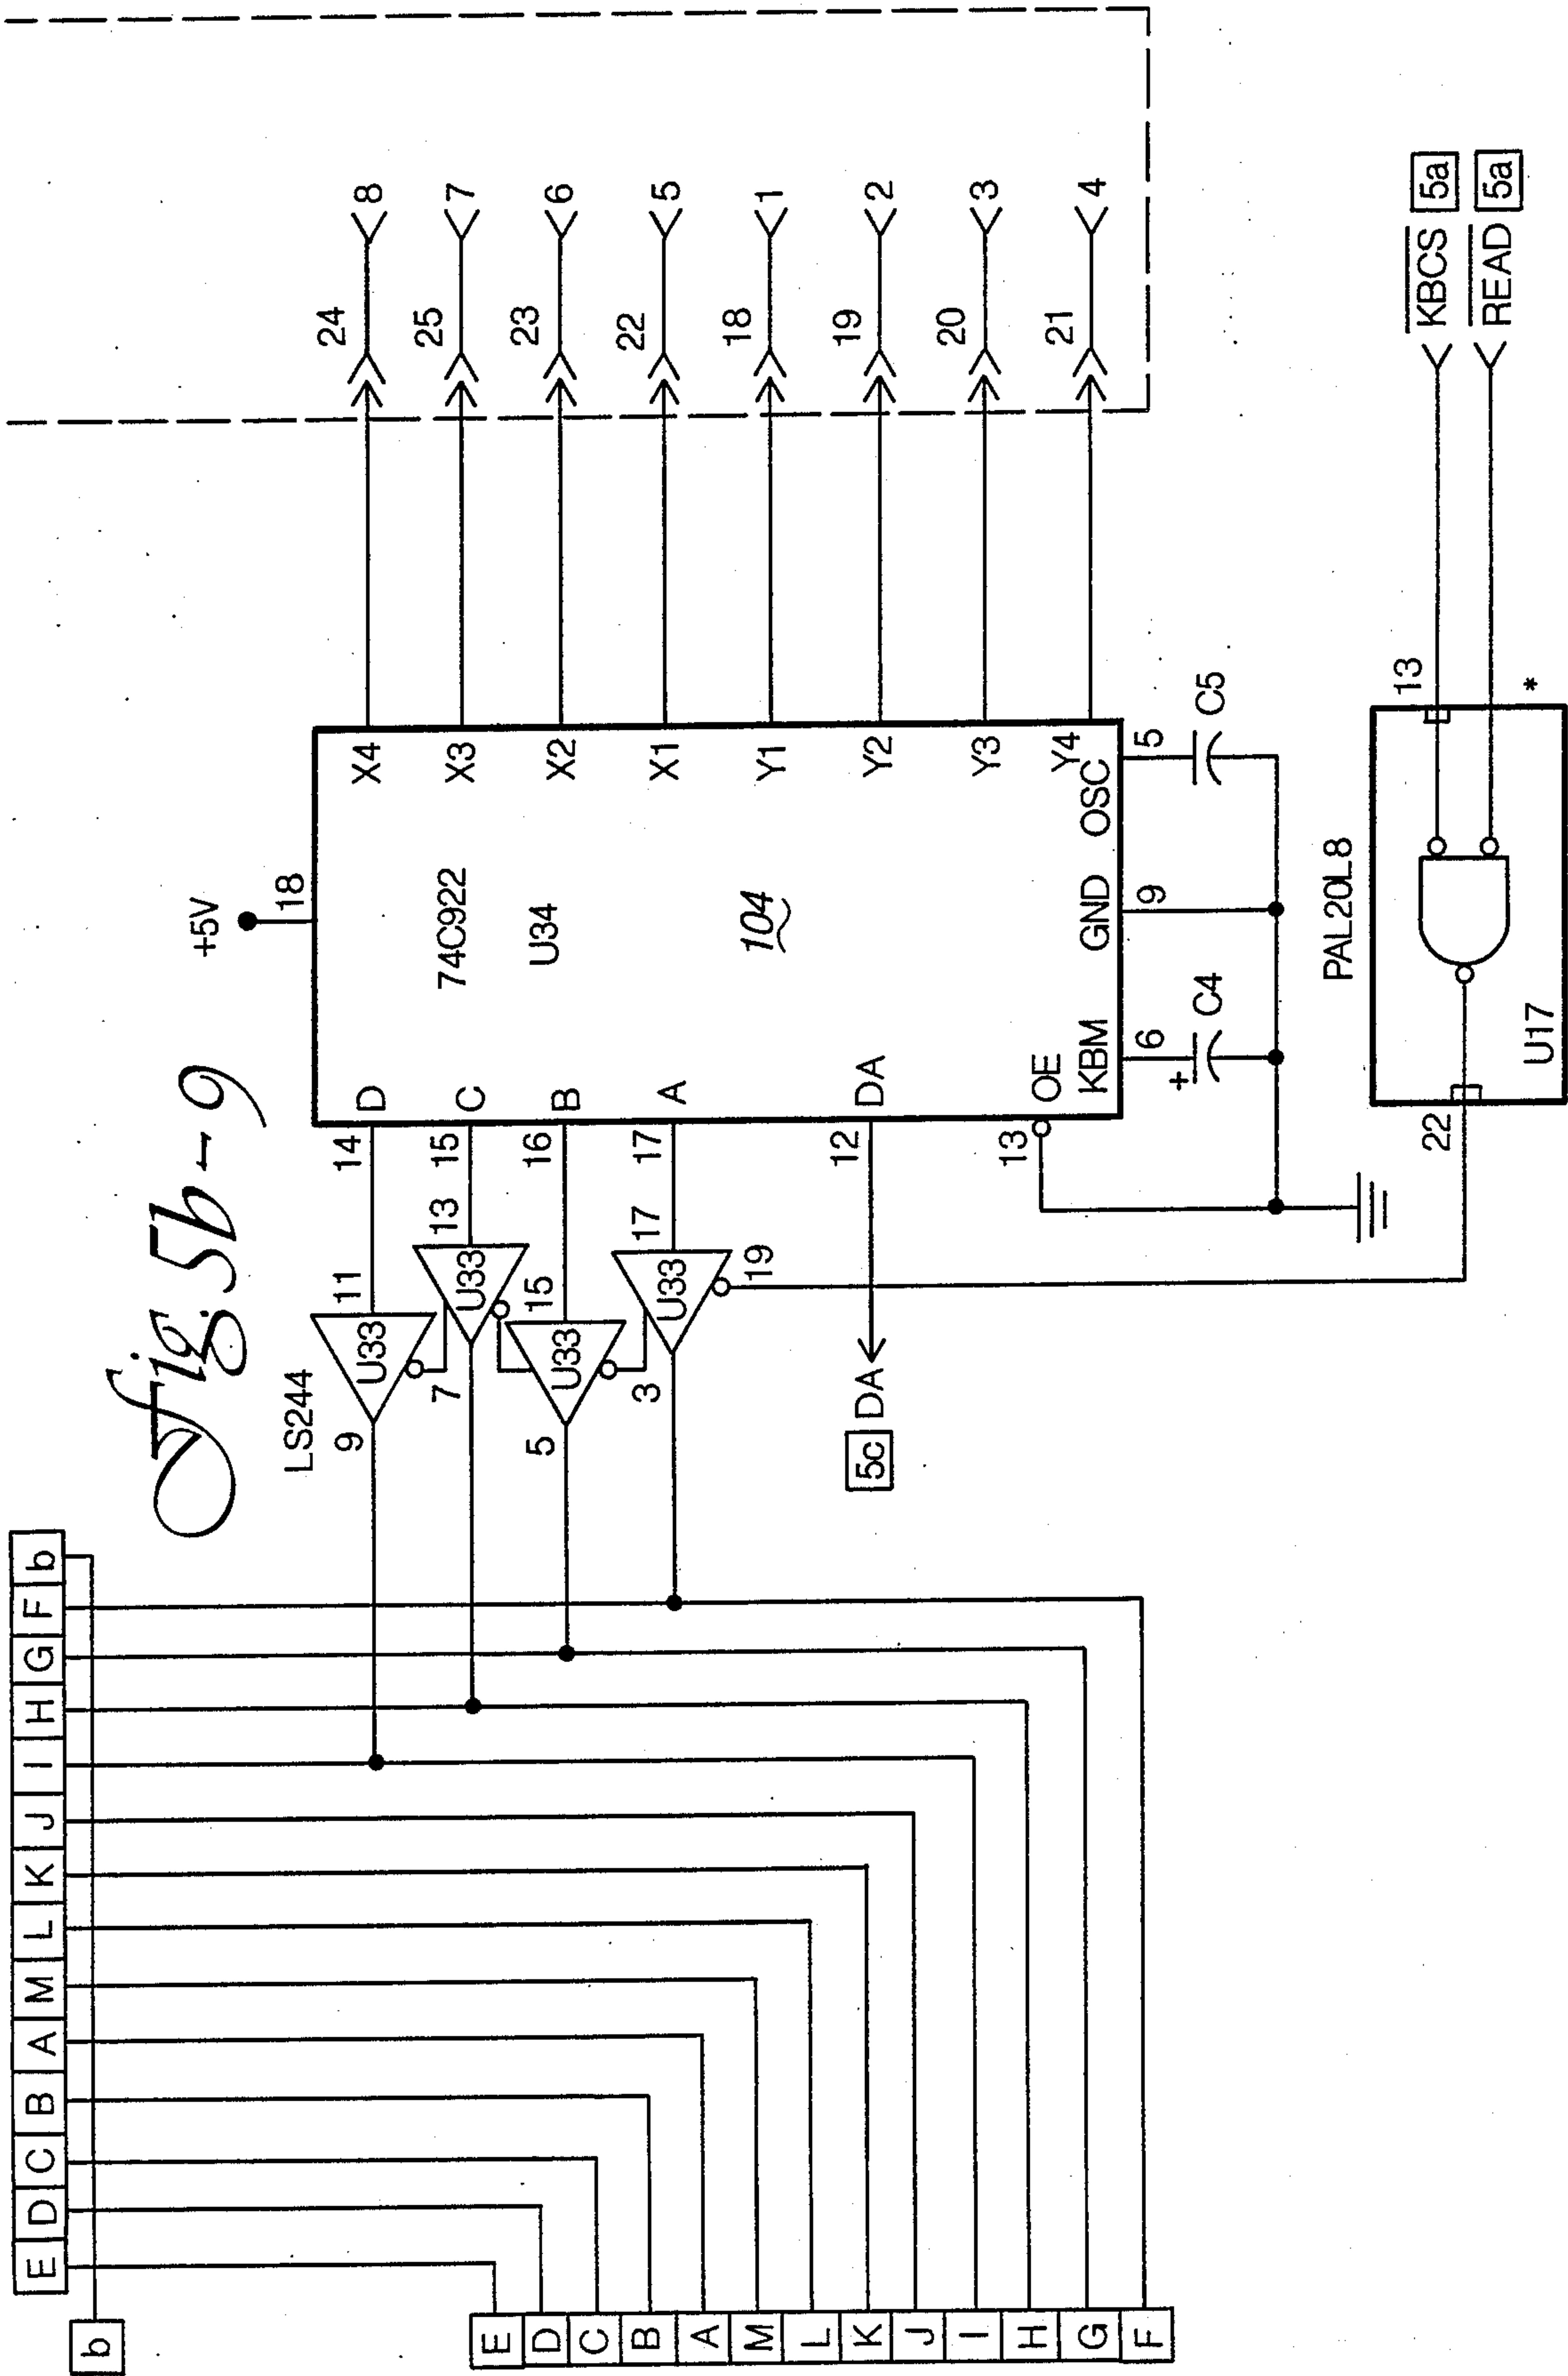 E D C B A M L K J I H G F b
b
Fig. 5b-9
+5V
18
LS244
9 U33 11 14 D X4 24 8
7 U33 13 15 C X3 25 7
74C922
E
D
5 U33 15 16 B X2 23 6
U34
C
B
3 U33 17 17 A X1 22 5
19
A
M
104 Y1 18 1
L
K
5c DA 12 DA Y2 19 2
J
I
Y3 20 3
H
13 OE
G
KBM GND OSC Y4 21 4
F
6 9 5
+ C4 C5
PAL20L8
22 13 KBCS 5a
READ 5a
U17 *